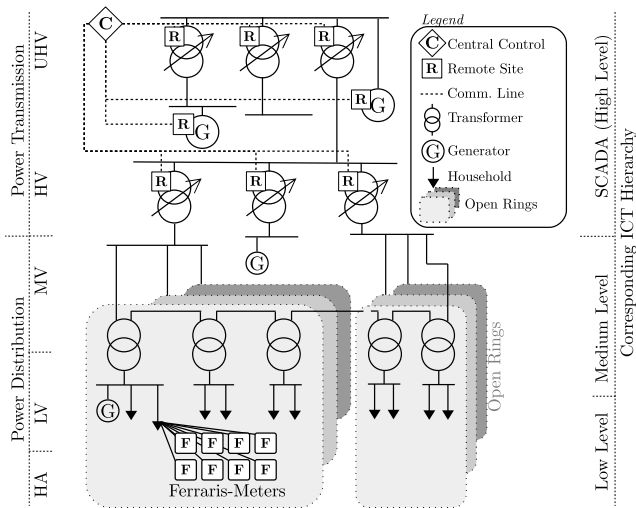 Legend
C
Central Control
R
Remote Site
Comm. Line
Transformer
G
Generator
Household
Open Rings
C
R
R
R
R
G
R
G
R
R
R
G
G
F
F
F
F
F
F
F
F
Ferraris-Meters
Open Rings
Power Transmission
Power Distribution
UHV
HV
MV
LV
HA
SCADA (High Level)
Medium Level
Low Level
Corresponding ICT Hierarchy